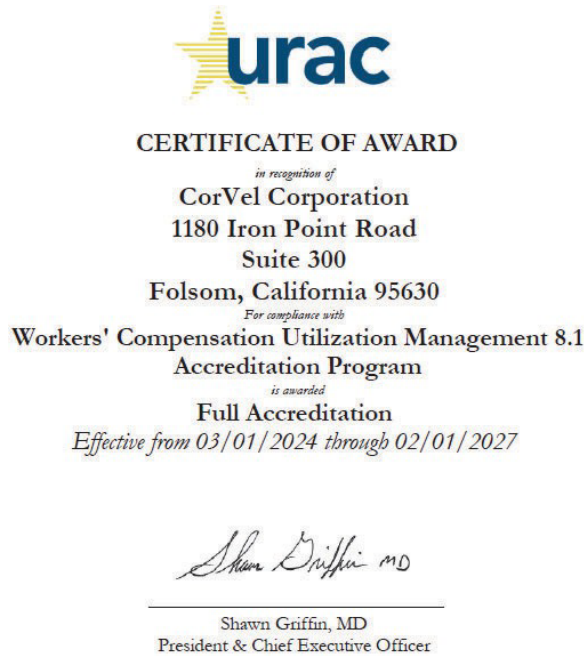 urac
CERTIFICATE OF AWARD
in recognition of
CorVel Corporation
1180 Iron Point Road
Suite 300
Folsom, California 95630
For compliance with
Workers' Compensation Utilization Management 8.1
Accreditation Program
is awarded
Full Accreditation
Effective from 03/01/2024 through 02/01/2027
Shawn Griffin MD
Shawn Griffin, MD
President & Chief Executive Officer